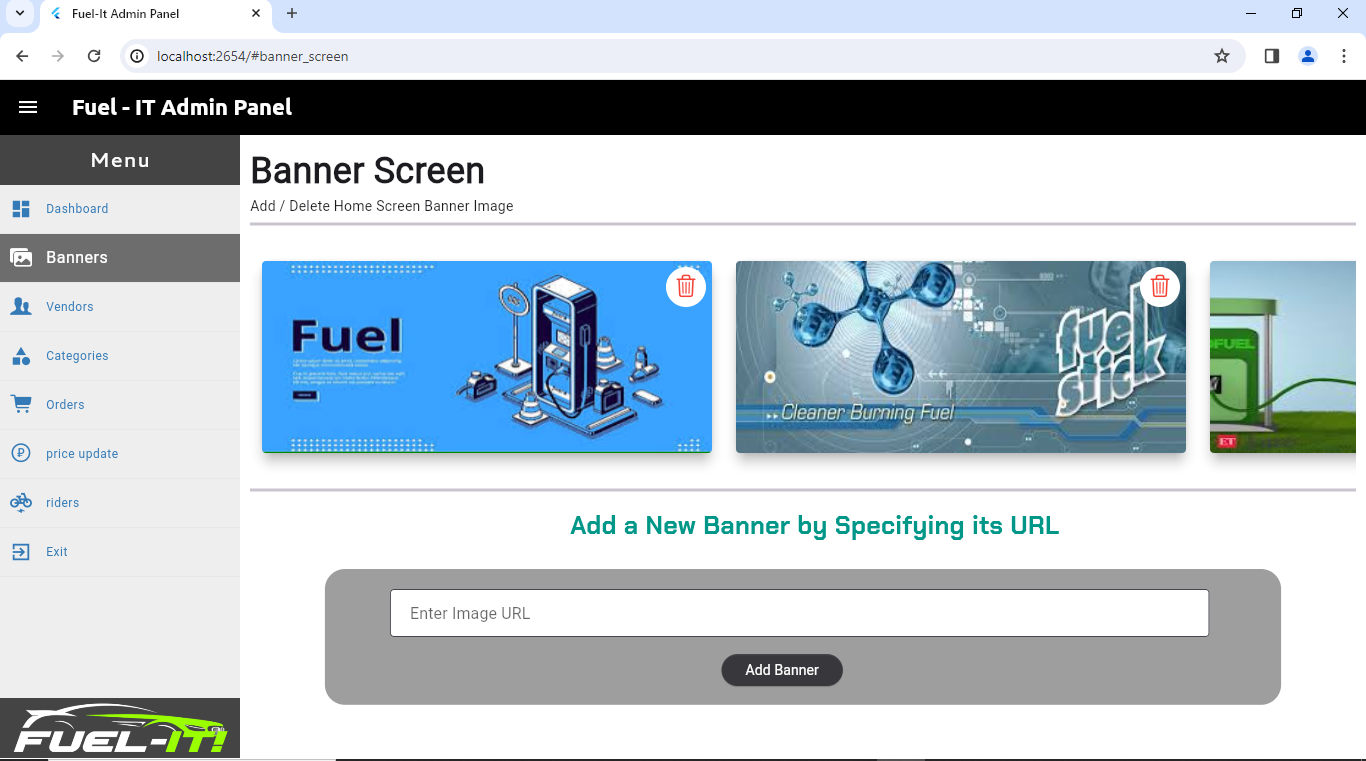 Fuel-It Admin Panel
localhost:2654/#banner_screen
Fuel - IT Admin Panel
Menu
Dashboard
Banners
Vendors
Categories
Orders
price update
riders
Exit
FUEL-IT!
Banner Screen
Add / Delete Home Screen Banner Image
Fuel
fuel
stick
Cleaner Burning Fuel
FUEL
ET
Add a New Banner by Specifying its URL
Enter Image URL
Add Banner